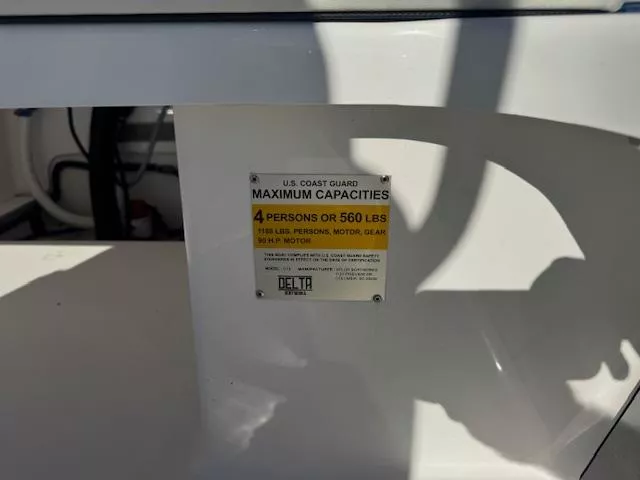 U.S. COAST GUARD
MAXIMUM CAPACITIES
4 PERSONS OR 560 LBS
LBS. PERSONS, MOTOR, GEAR
90 H.P. MOTOR
THIS BOAT COMPLIES WITH U.S. COAST GUARD SAFETY
STANDARDS IN EFFECT ON THE DATE OF CERTIFICATION
MODEL MANUFACTURER
DELTA